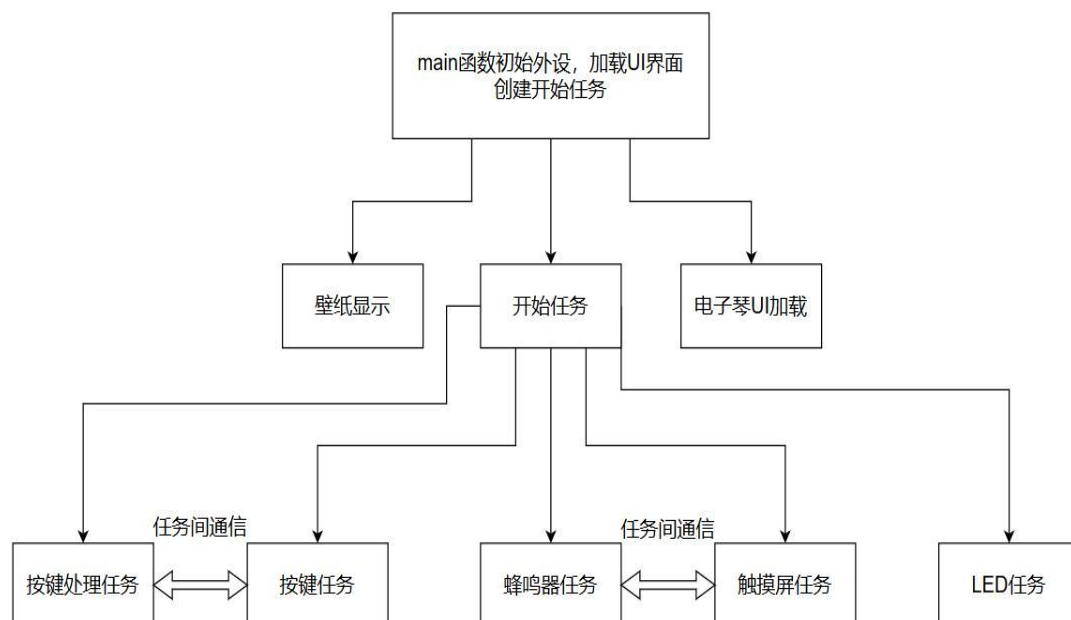 main函数初始外设，加载UI界面
创建开始任务
壁纸显示
开始任务
电子琴UI加载
任务间通信
任务间通信
按键处理任务
按键任务
蜂鸣器任务
触摸屏任务
LED任务